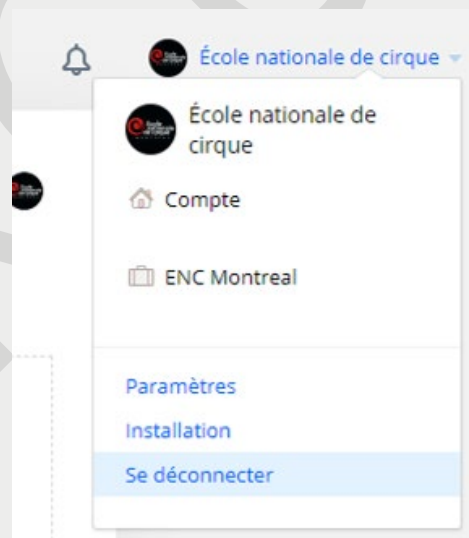 École nationale de cirque
École nationale de
cirque
Compte
ENC Montreal
Paramètres
Installation
Se déconnecter